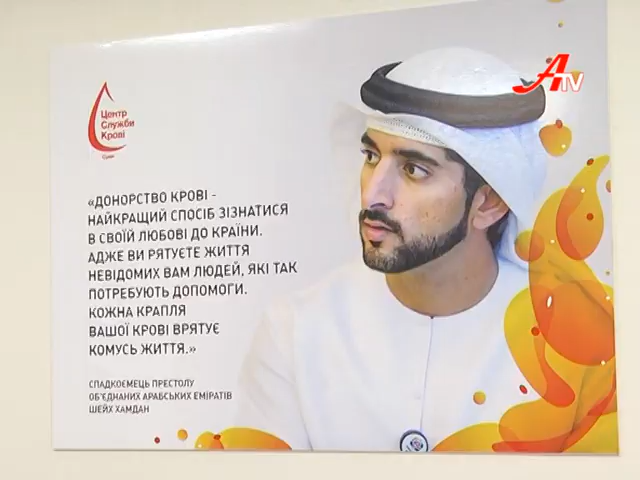 ATV
Центр
Служби
Крові
Суми
«ДОНОРСТВО КРОВІ -
НАЙКРАЩИЙ СПОСІБ ЗІЗНАТИСЯ
В СВОЇЙ ЛЮБОВІ ДО КРАЇНИ.
АДЖЕ ВИ РЯТУЄТЕ ЖИТТЯ
НЕВІДОМИХ ВАМ ЛЮДЕЙ, ЯКІ ТАК
ПОТРЕБУЮТЬ ДОПОМОГИ.
КОЖНА КРАПЛЯ
ВАШОЇ КРОВІ ВРЯТУЄ
КОМУСЬ ЖИТТЯ.»
СПАДКОЄМЕЦЬ ПРЕСТОЛУ
ОБ'ЄДНАНИХ АРАБСЬКИХ ЕМІРАТІВ
ШЕЙХ ХАМДАН